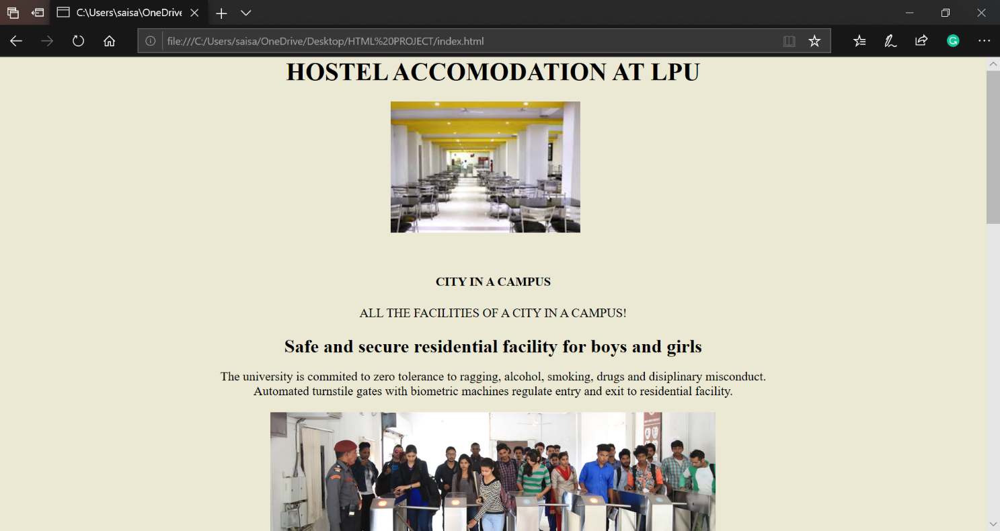 C:\Users\saisa\OneDrive
file:///C:/Users/saisa/OneDrive/Desktop/HTML%20PROJECT/index.html
HOSTEL ACCOMODATION AT LPU
CITY IN A CAMPUS
ALL THE FACILITIES OF A CITY IN A CAMPUS!
Safe and secure residential facility for boys and girls
The university is commited to zero tolerance to ragging, alcohol, smoking, drugs and disiplinary misconduct.
Automated turnstile gates with biometric machines regulate entry and exit to residential facility.